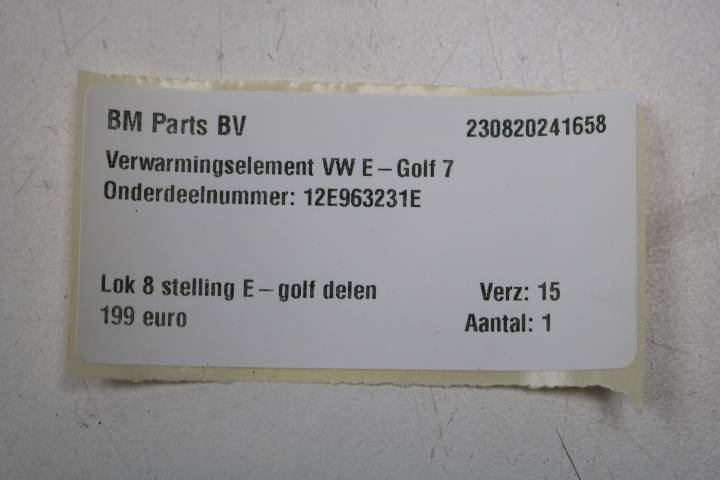 BM Parts BV 230820241658
Verwarmingselement VW E-Golf 7
Onderdeelnummer: 12E963231E
Lok 8 stelling E-golf delen Verz: 15
199 euro Aantal: 1